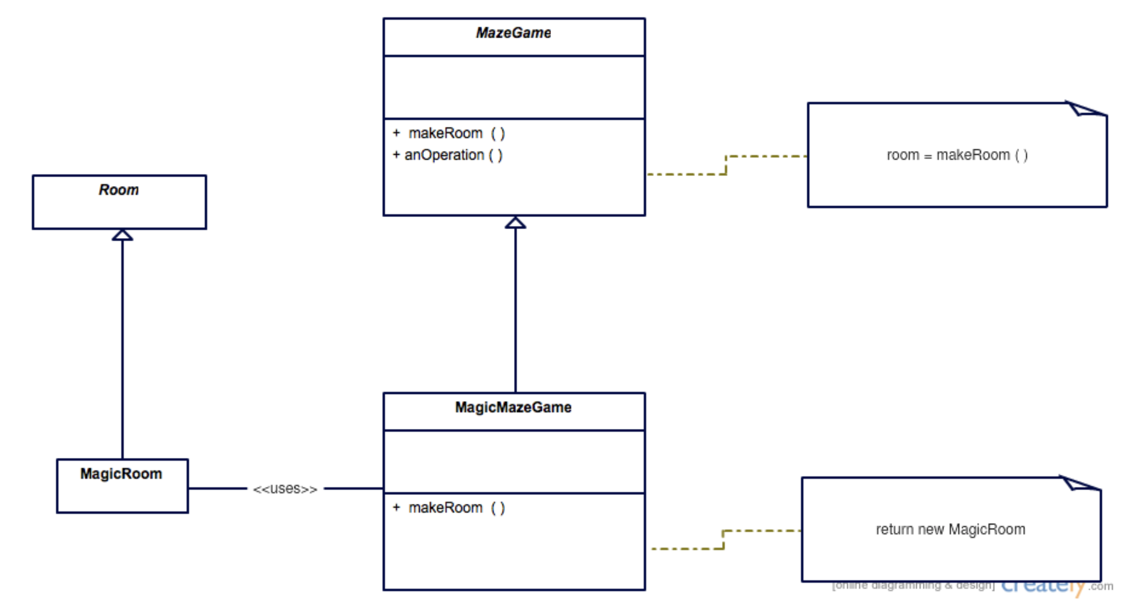 MazeGame
+ makeRoom ( )
+ anOperation ( )
room = makeRoom ( )
Room
MagicMazeGame
+ makeRoom ( )
MagicRoom
<<uses>>
return new MagicRoom
[online diagramming & design] creately.com